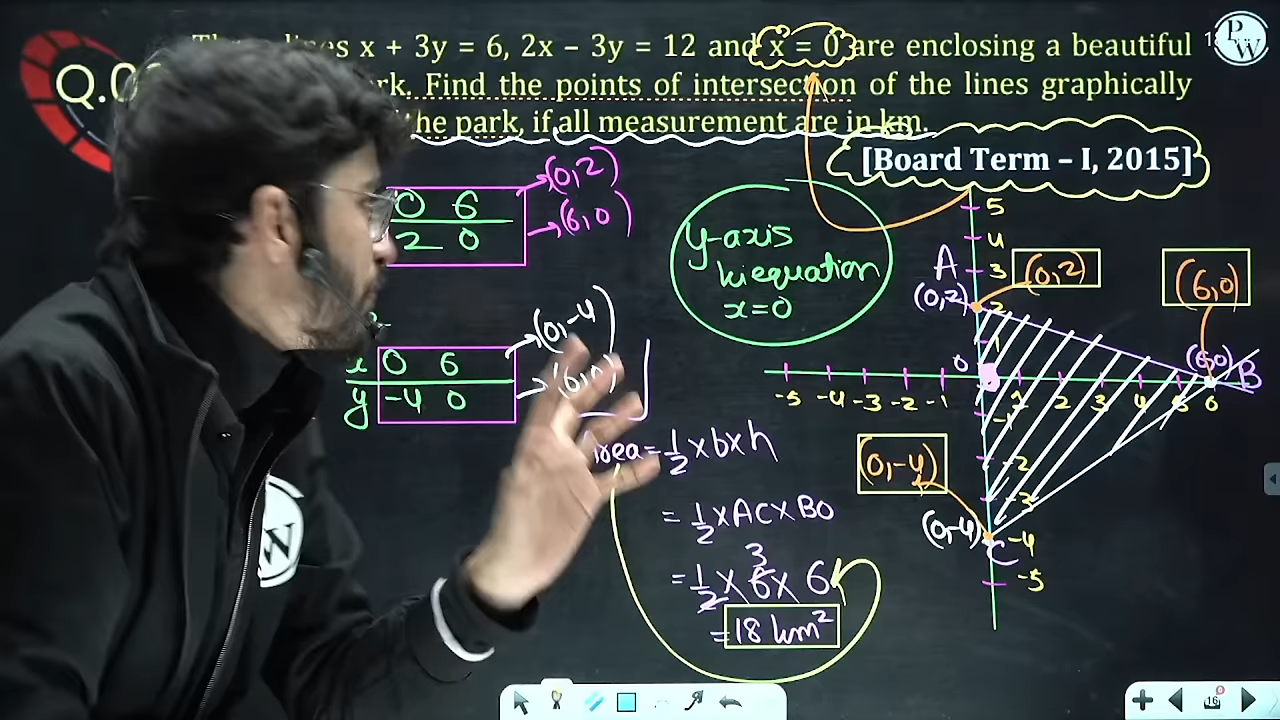 x + 3y = 6, 2x – 3y = 12 and x = 0 are enclosing a beautiful
Find the points of intersection of the lines graphically
the park, if all measurement are in km.
[Board Term – I, 2015]
PW
0 6
2 0
(0,2)
(6,0)
x 0 6
y -4 0
(0,-4)
(6,0)
y-axis
ki equation
x=0
Area = 1/2 x b x h
= 1/2 x AC x BO
= 1/2 x 6 x 6
3
= 18 km²
5
4
A 3 (0,2)
(0,2) 2
(6,0)
1
0
(6,0) B
-5 -4 -3 -2 -1
2 3 4 5 6
-1
(0,-4)
-2
(0,-4) -4
C
-5
W
16